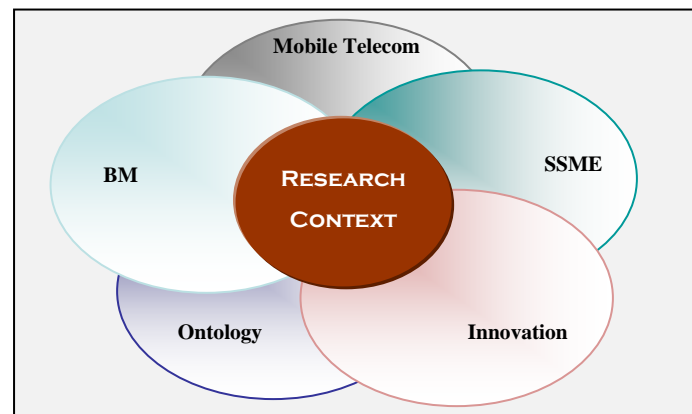 Mobile Telecom
BM
SSME
RESEARCH
CONTEXT
Ontology
Innovation